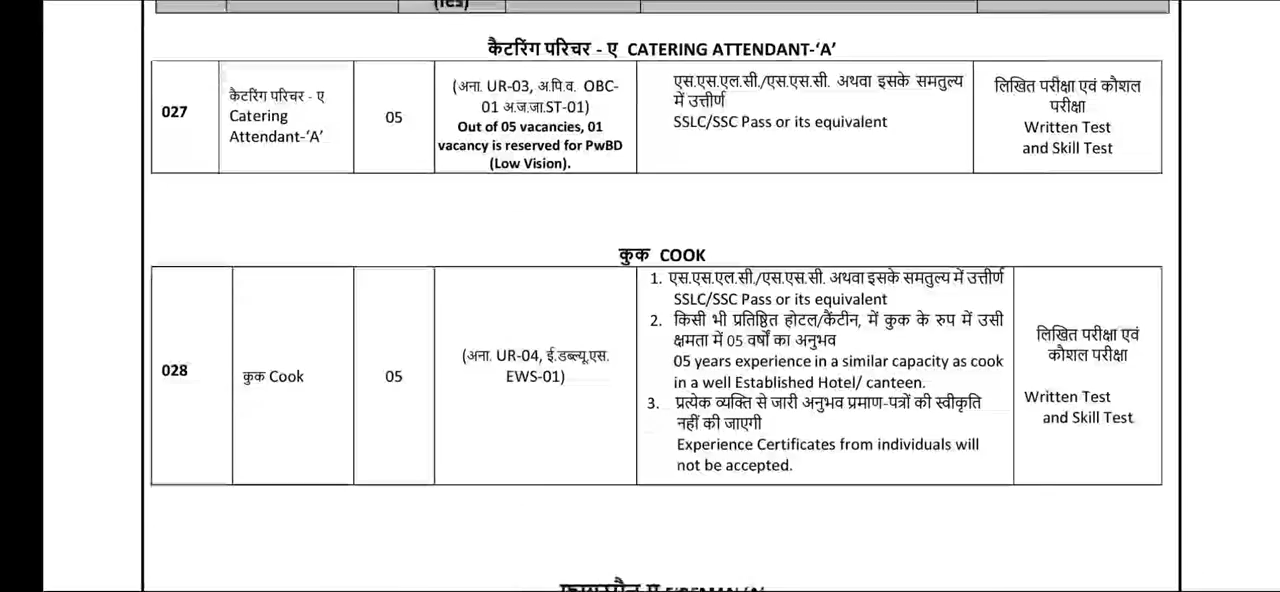 कैटरिंग परिचर - ए CATERING ATTENDANT-‘A’
027
कैटरिंग परिचर - ए
Catering
Attendant-‘A’
05
(अना. UR-03, अ.पि.व. OBC-
01 अ.ज.जा.ST-01)
Out of 05 vacancies, 01
vacancy is reserved for PwBD
(Low Vision).
एस.एस.एल.सी./एस.एस.सी. अथवा इसके समतुल्य
में उत्तीर्ण
SSLC/SSC Pass or its equivalent
लिखित परीक्षा एवं कौशल
परीक्षा
Written Test
and Skill Test
कुक COOK
028
कुक Cook
05
(अना. UR-04, ई.डब्ल्यू.एस.
EWS-01)
1. एस.एस.एल.सी./एस.एस.सी. अथवा इसके समतुल्य में उत्तीर्ण
SSLC/SSC Pass or its equivalent
2. किसी भी प्रतिष्ठित होटल/कैंटीन, में कुक के रुप में उसी
क्षमता में 05 वर्षों का अनुभव
05 years experience in a similar capacity as cook
in a well Established Hotel/ canteen.
3. प्रत्येक व्यक्ति से जारी अनुभव प्रमाण-पत्रों की स्वीकृति
नहीं की जाएगी
Experience Certificates from individuals will
not be accepted.
लिखित परीक्षा एवं
कौशल परीक्षा
Written Test
and Skill Test